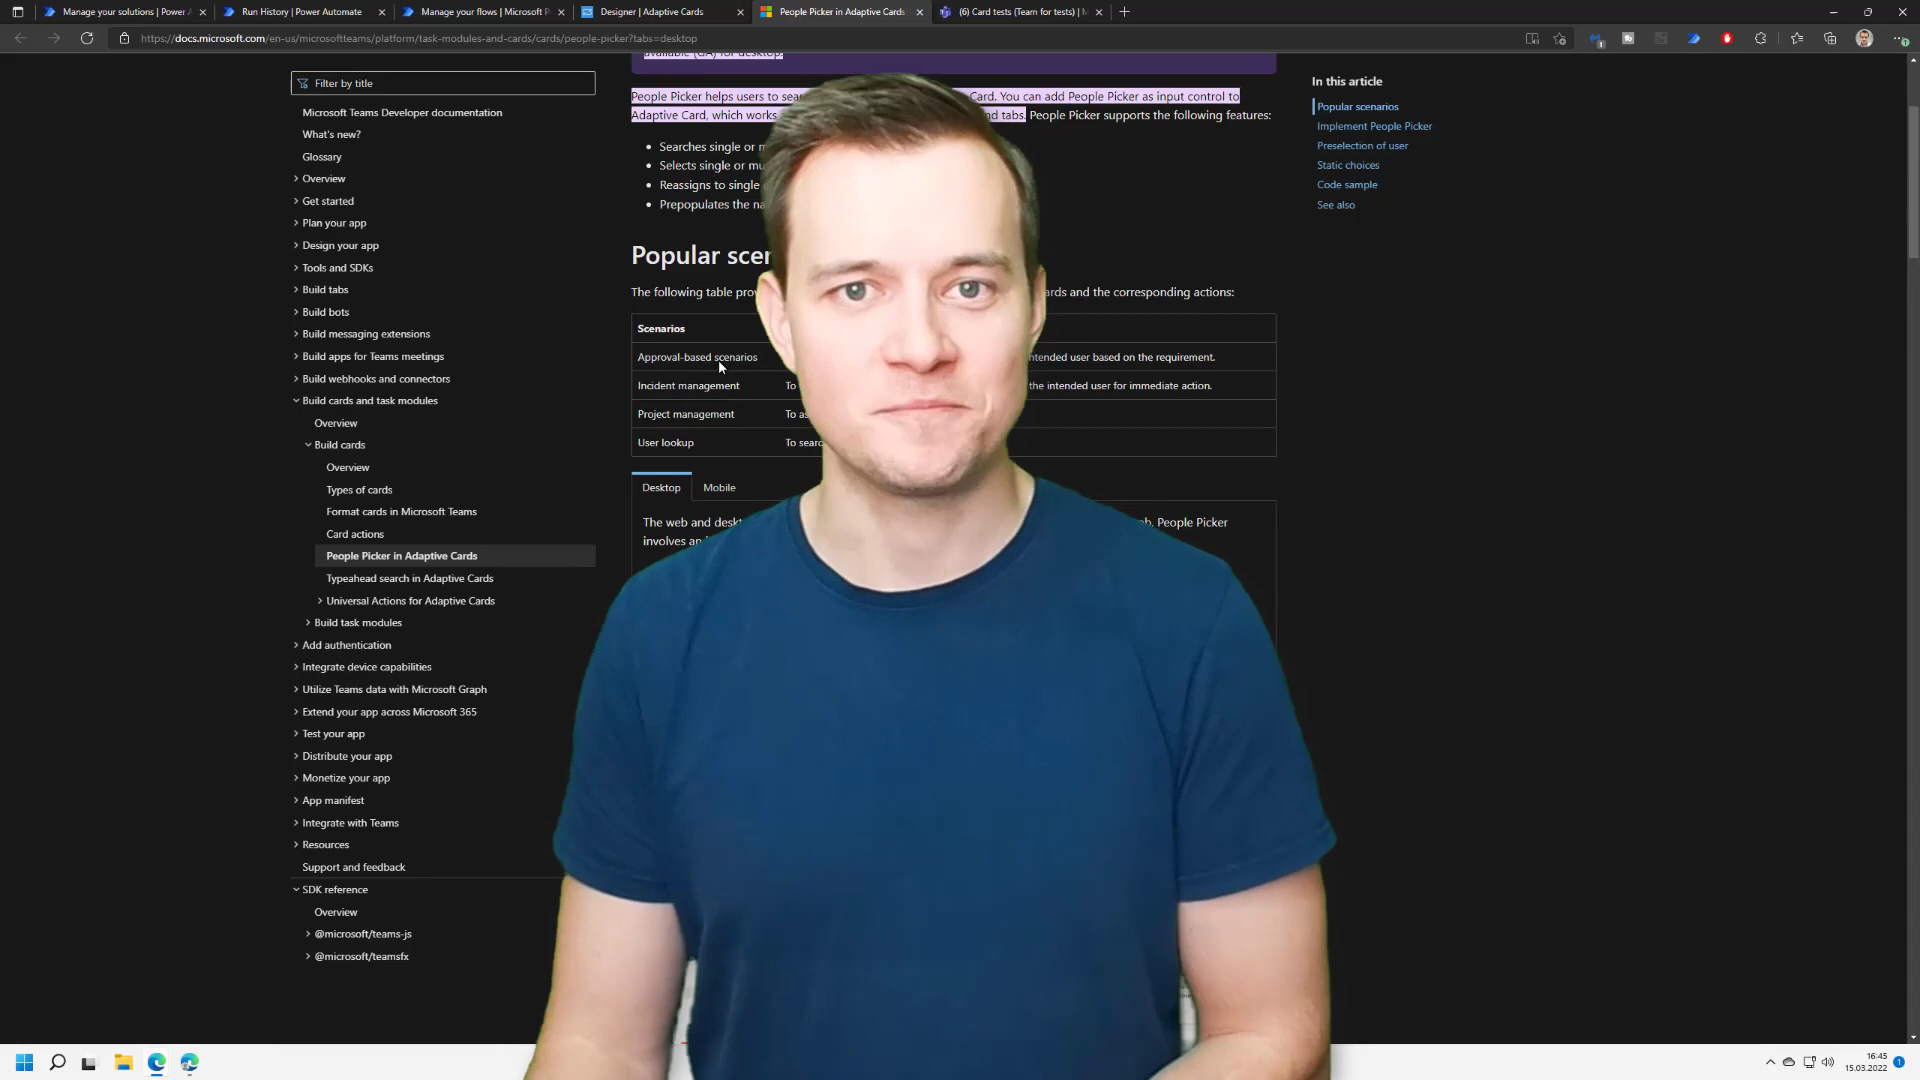 Manage your solutions | Power A
Run History | Power Automate
Manage your flows | Microsoft P
Designer | Adaptive Cards
People Picker in Adaptive Cards
(6) Card tests (Team for tests) | M
https://docs.microsoft.com/en-us/microsoftteams/platform/task-modules-and-cards/cards/people-picker?tabs=desktop
Filter by title
Microsoft Teams Developer documentation
What's new?
Glossary
Overview
Get started
Plan your app
Design your app
Tools and SDKs
Build tabs
Build bots
Build messaging extensions
Build apps for Teams meetings
Build webhooks and connectors
Build cards and task modules
Overview
Build cards
Overview
Types of cards
Format cards in Microsoft Teams
Card actions
People Picker in Adaptive Cards
Typeahead search in Adaptive Cards
Universal Actions for Adaptive Cards
Build task modules
Add authentication
Integrate device capabilities
Utilize Teams data with Microsoft Graph
Extend your app across Microsoft 365
Test your app
Distribute your app
Monetize your app
App manifest
Integrate with Teams
Resources
Support and feedback
SDK reference
Overview
@microsoft/teams-js
@microsoft/teamsfx
available (GA) for desktop.
People Picker helps users to sear Card. You can add People Picker as input control to
Adaptive Card, which works nd tabs. People Picker supports the following features:
Searches single or m
Selects single or mu
Reassigns to single
Prepopulates the na
Popular scen
The following table prov ards and the corresponding actions:
Scenarios
Approval-based scenarios ntended user based on the requirement.
Incident management To the intended user for immediate action.
Project management To as
User lookup To searc
Desktop Mobile
The web and deskt b. People Picker
involves an
In this article
Popular scenarios
Implement People Picker
Preselection of user
Static choices
Code sample
See also
16:45
15.03.2022
1